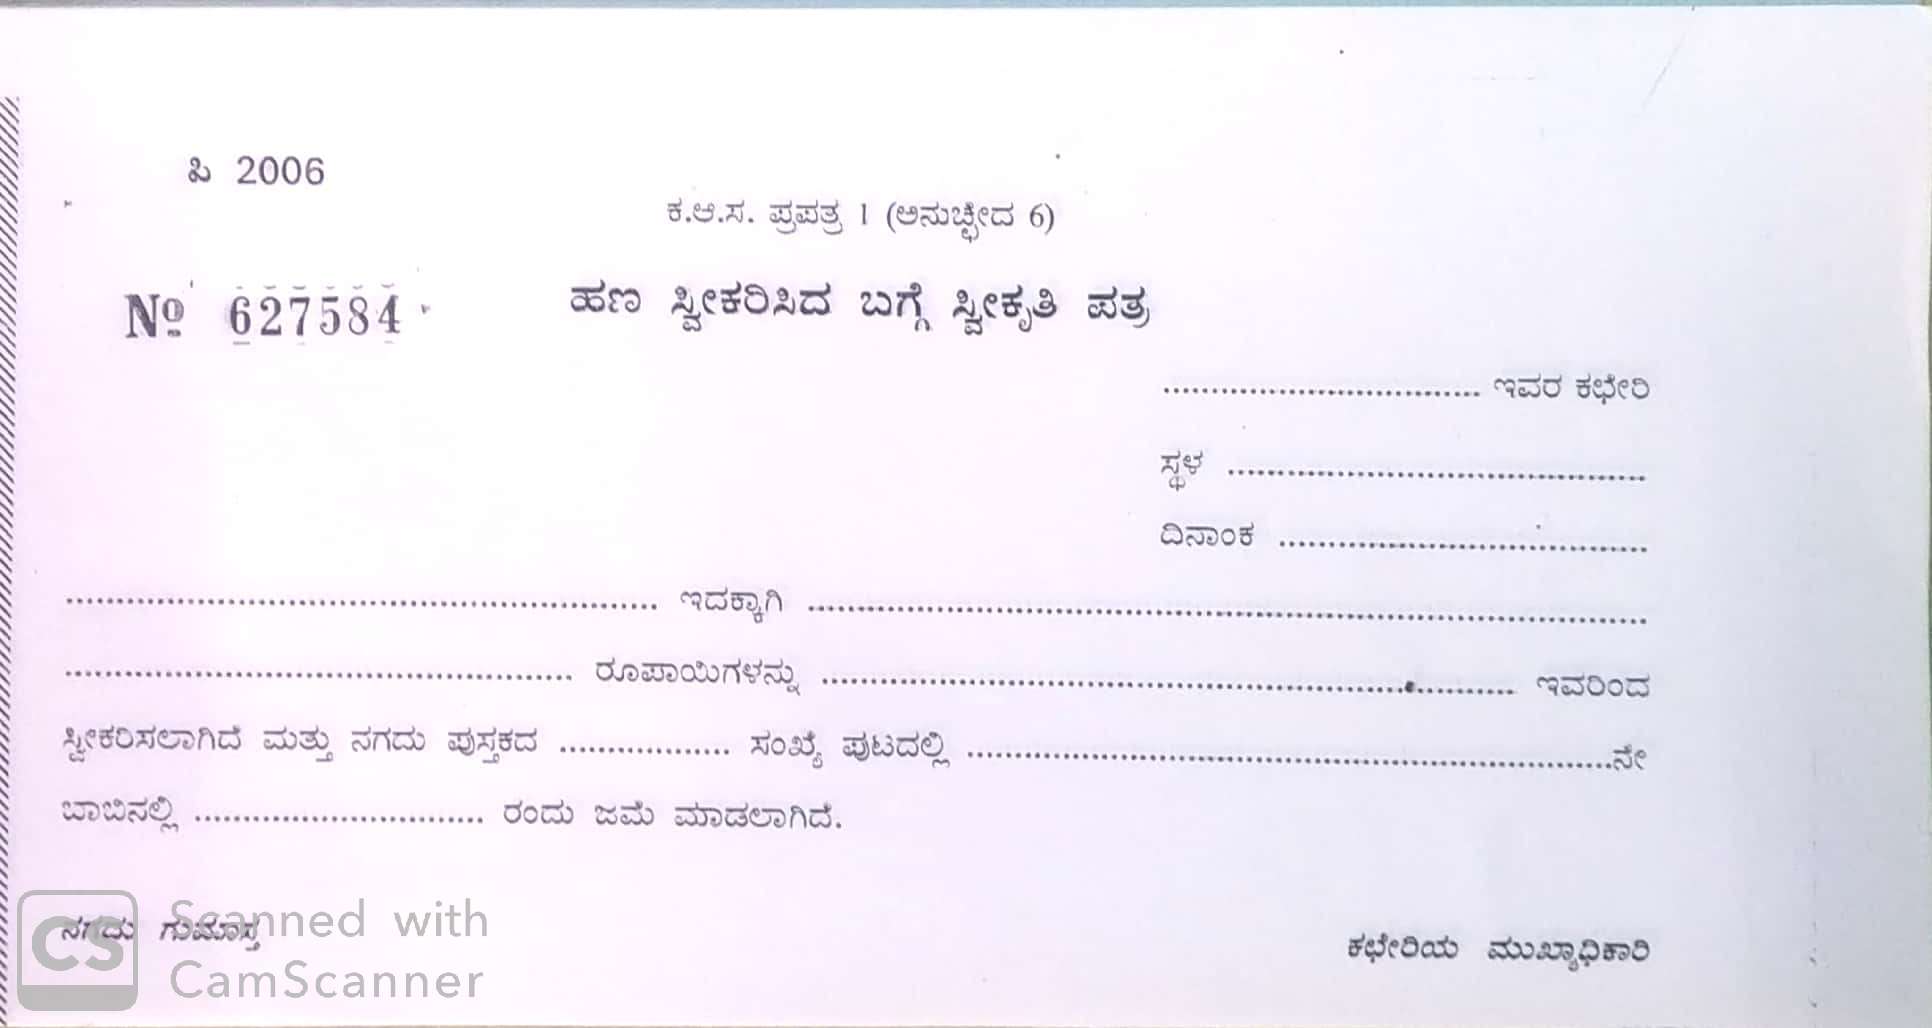 ಪಿ 2006
ಕ.ಆ.ಸ. ಪ್ರಪತ್ರ 1 (ಅನುಚ್ಛೇದ 6)
No 627584 ಹಣ ಸ್ವೀಕರಿಸಿದ ಬಗ್ಗೆ ಸ್ವೀಕೃತಿ ಪತ್ರ
................................ ಇವರ ಕಛೇರಿ
ಸ್ಥಳ ..........................................
ದಿನಾಂಕ .....................................
............................................................ ಇದಕ್ಕಾಗಿ ....................................................................................
................................................... ರೂಪಾಯಿಗಳನ್ನು ...................................................................... ಇವರಿಂದ
ಸ್ವೀಕರಿಸಲಾಗಿದೆ ಮತ್ತು ನಗದು ಪುಸ್ತಕದ ................. ಸಂಖ್ಯೆ ಪುಟದಲ್ಲಿ .................................................................ನೇ
ಬಾಬಿನಲ್ಲಿ ............................. ರಂದು ಜಮೆ ಮಾಡಲಾಗಿದೆ.
ನಗದು ಗುಮಾಸ್ತ ಕಛೇರಿಯ ಮುಖ್ಯಾಧಿಕಾರಿ
CS Scanned with
CamScanner